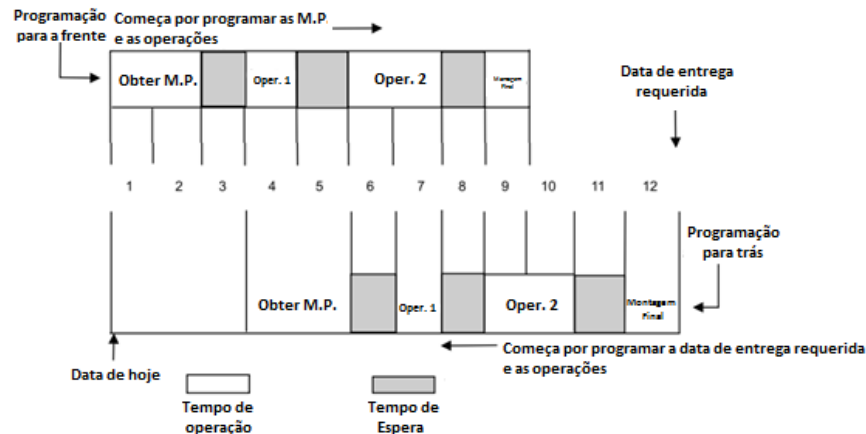 Programação
para a frente
Começa por programar as M.P.
e as operações
Obter M.P.
Oper. 1
Oper. 2
Montagem
Final
Data de entrega
requerida
1 2 3 4 5 6 7 8 9 10 11 12
Programação
para trás
Obter M.P.
Oper. 1
Oper. 2
Montagem
Final
Data de hoje
Começa por programar a data de entrega requerida
e as operações
Tempo de
operação
Tempo de
Espera